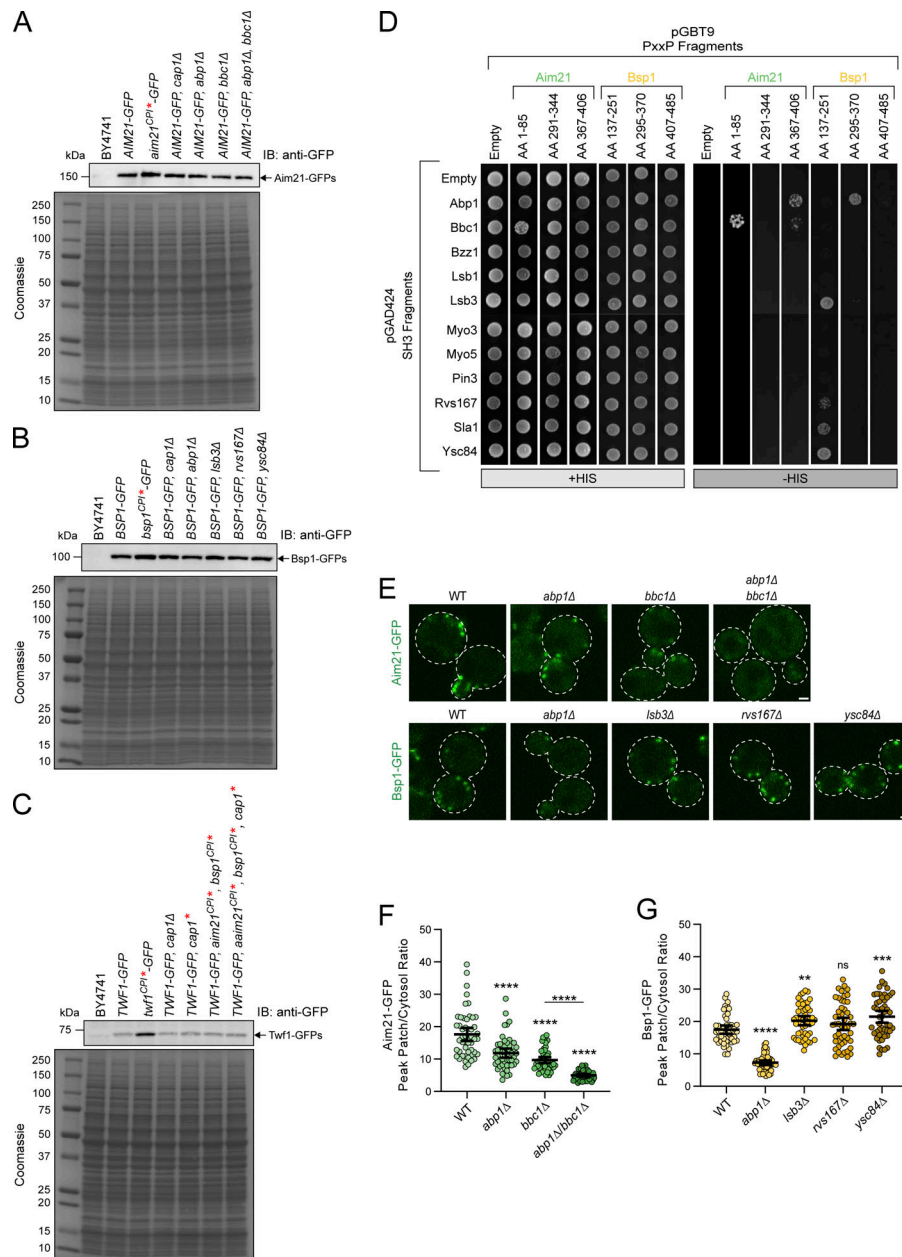 A
BY4741
AIM21-GFP
aim21CPI*-GFP
AIM21-GFP, cap1Δ
AIM21-GFP, abp1Δ
AIM21-GFP, bbc1Δ
AIM21-GFP, abp1Δ, bbc1Δ
kDa
IB: anti-GFP
150
Aim21-GFPs
250
150
100
75
50
37
25
20
15
10
Coomassie
B
BY4741
BSP1-GFP
bsp1CPI*-GFP
BSP1-GFP, cap1Δ
BSP1-GFP, abp1Δ
BSP1-GFP, lsb3Δ
BSP1-GFP, rvs167Δ
BSP1-GFP, ysc84Δ
kDa
IB: anti-GFP
100
Bsp1-GFPs
250
150
100
75
50
37
25
20
15
10
Coomassie
C
BY4741
TWF1-GFP
twf1CPI*-GFP
TWF1-GFP, cap1Δ
TWF1-GFP, cap1*
TWF1-GFP, aim21CPI*, bsp1CPI*
TWF1-GFP, aaim21CPI*, bsp1CPI*, cap1*
kDa
IB: anti-GFP
75
Twf1-GFPs
250
150
100
75
50
37
25
20
15
10
Coomassie
D
pGBT9
PxxP Fragments
Aim21
Bsp1
Aim21
Bsp1
Empty
AA 1-85
AA 291-344
AA 367-406
AA 137-251
AA 295-370
AA 407-485
Empty
AA 1-85
AA 291-344
AA 367-406
AA 137-251
AA 295-370
AA 407-485
pGAD424
SH3 Fragments
Empty
Abp1
Bbc1
Bzz1
Lsb1
Lsb3
Myo3
Myo5
Pin3
Rvs167
Sla1
Ysc84
+HIS
-HIS
E
WT
abp1Δ
bbc1Δ
abp1Δ
bbc1Δ
Aim21-GFP
WT
abp1Δ
lsb3Δ
rvs167Δ
ysc84Δ
Bsp1-GFP
F
Aim21-GFP
Peak Patch/Cytosol Ratio
50
40
30
20
10
0
****
****
****
****
WT
abp1Δ
bbc1Δ
abp1Δ/bbc1Δ
G
Bsp1-GFP
Peak Patch/Cytosol Ratio
50
40
30
20
10
0
****
**
ns
***
WT
abp1Δ
lsb3Δ
rvs167Δ
ysc84Δ